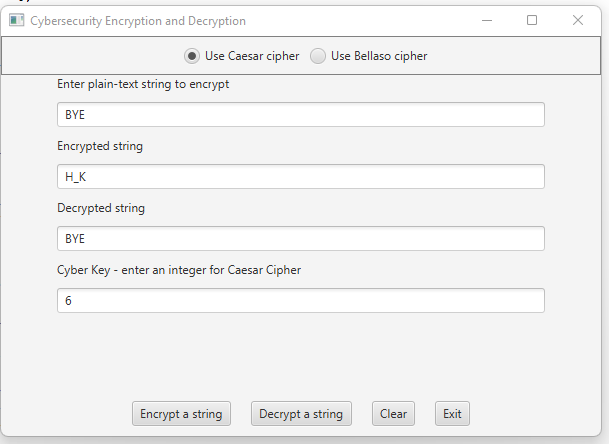 Cybersecurity Encryption and Decryption
Use Caesar cipher Use Bellaso cipher
Enter plain-text string to encrypt
BYE
Encrypted string
H_K
Decrypted string
BYE
Cyber Key - enter an integer for Caesar Cipher
6
Encrypt a string Decrypt a string Clear Exit